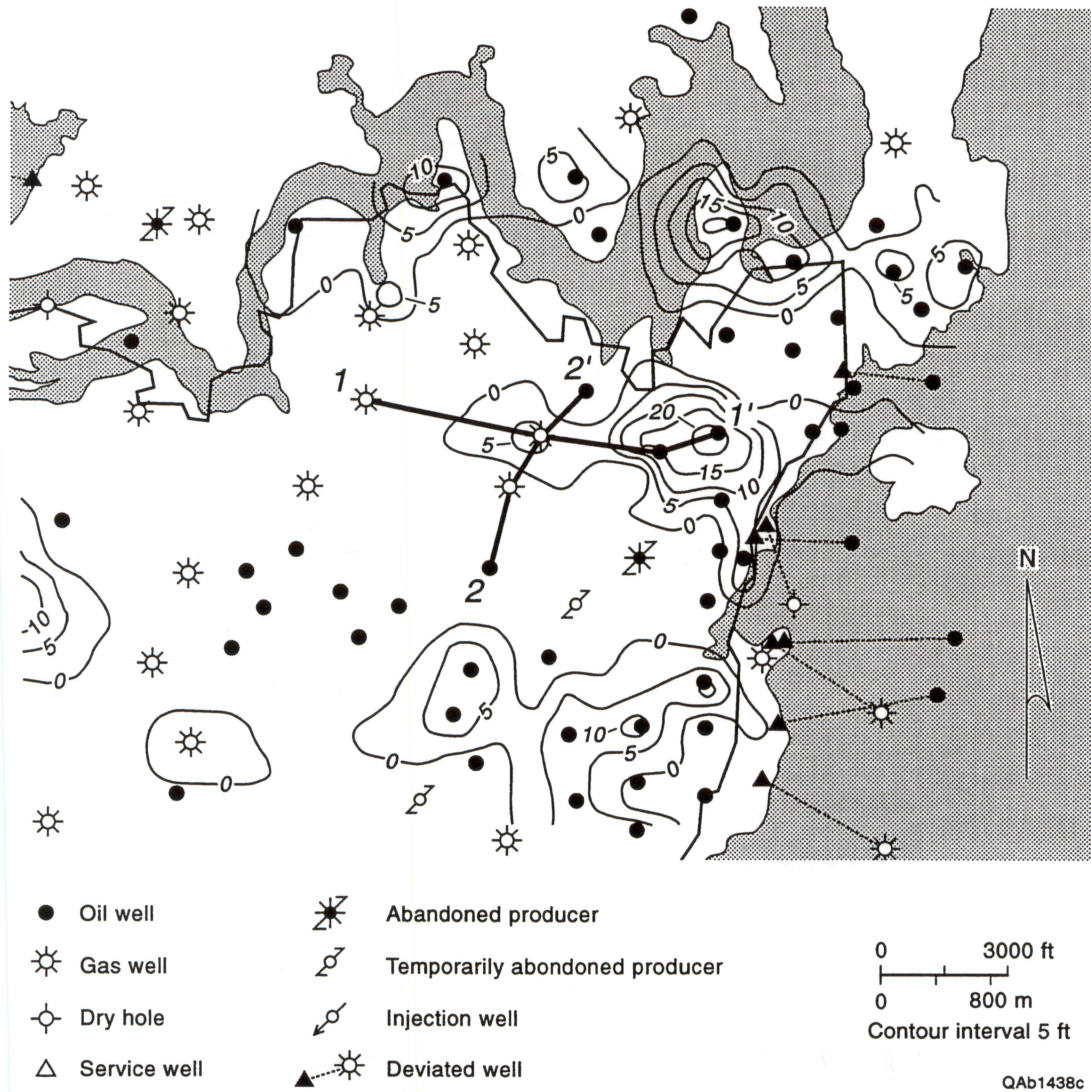 10
5
0
5
0
5
15
10
5
0
5
5
1
2'
0
5
20
1'
0
15
10
5
0
2
N
10
5
0
0
5
0
10
5
0
0
Oil well
Gas well
Dry hole
Service well
Abandoned producer
Temporarily abondoned producer
Injection well
Deviated well
0 3000 ft
0 800 m
Contour interval 5 ft
QAb1438c